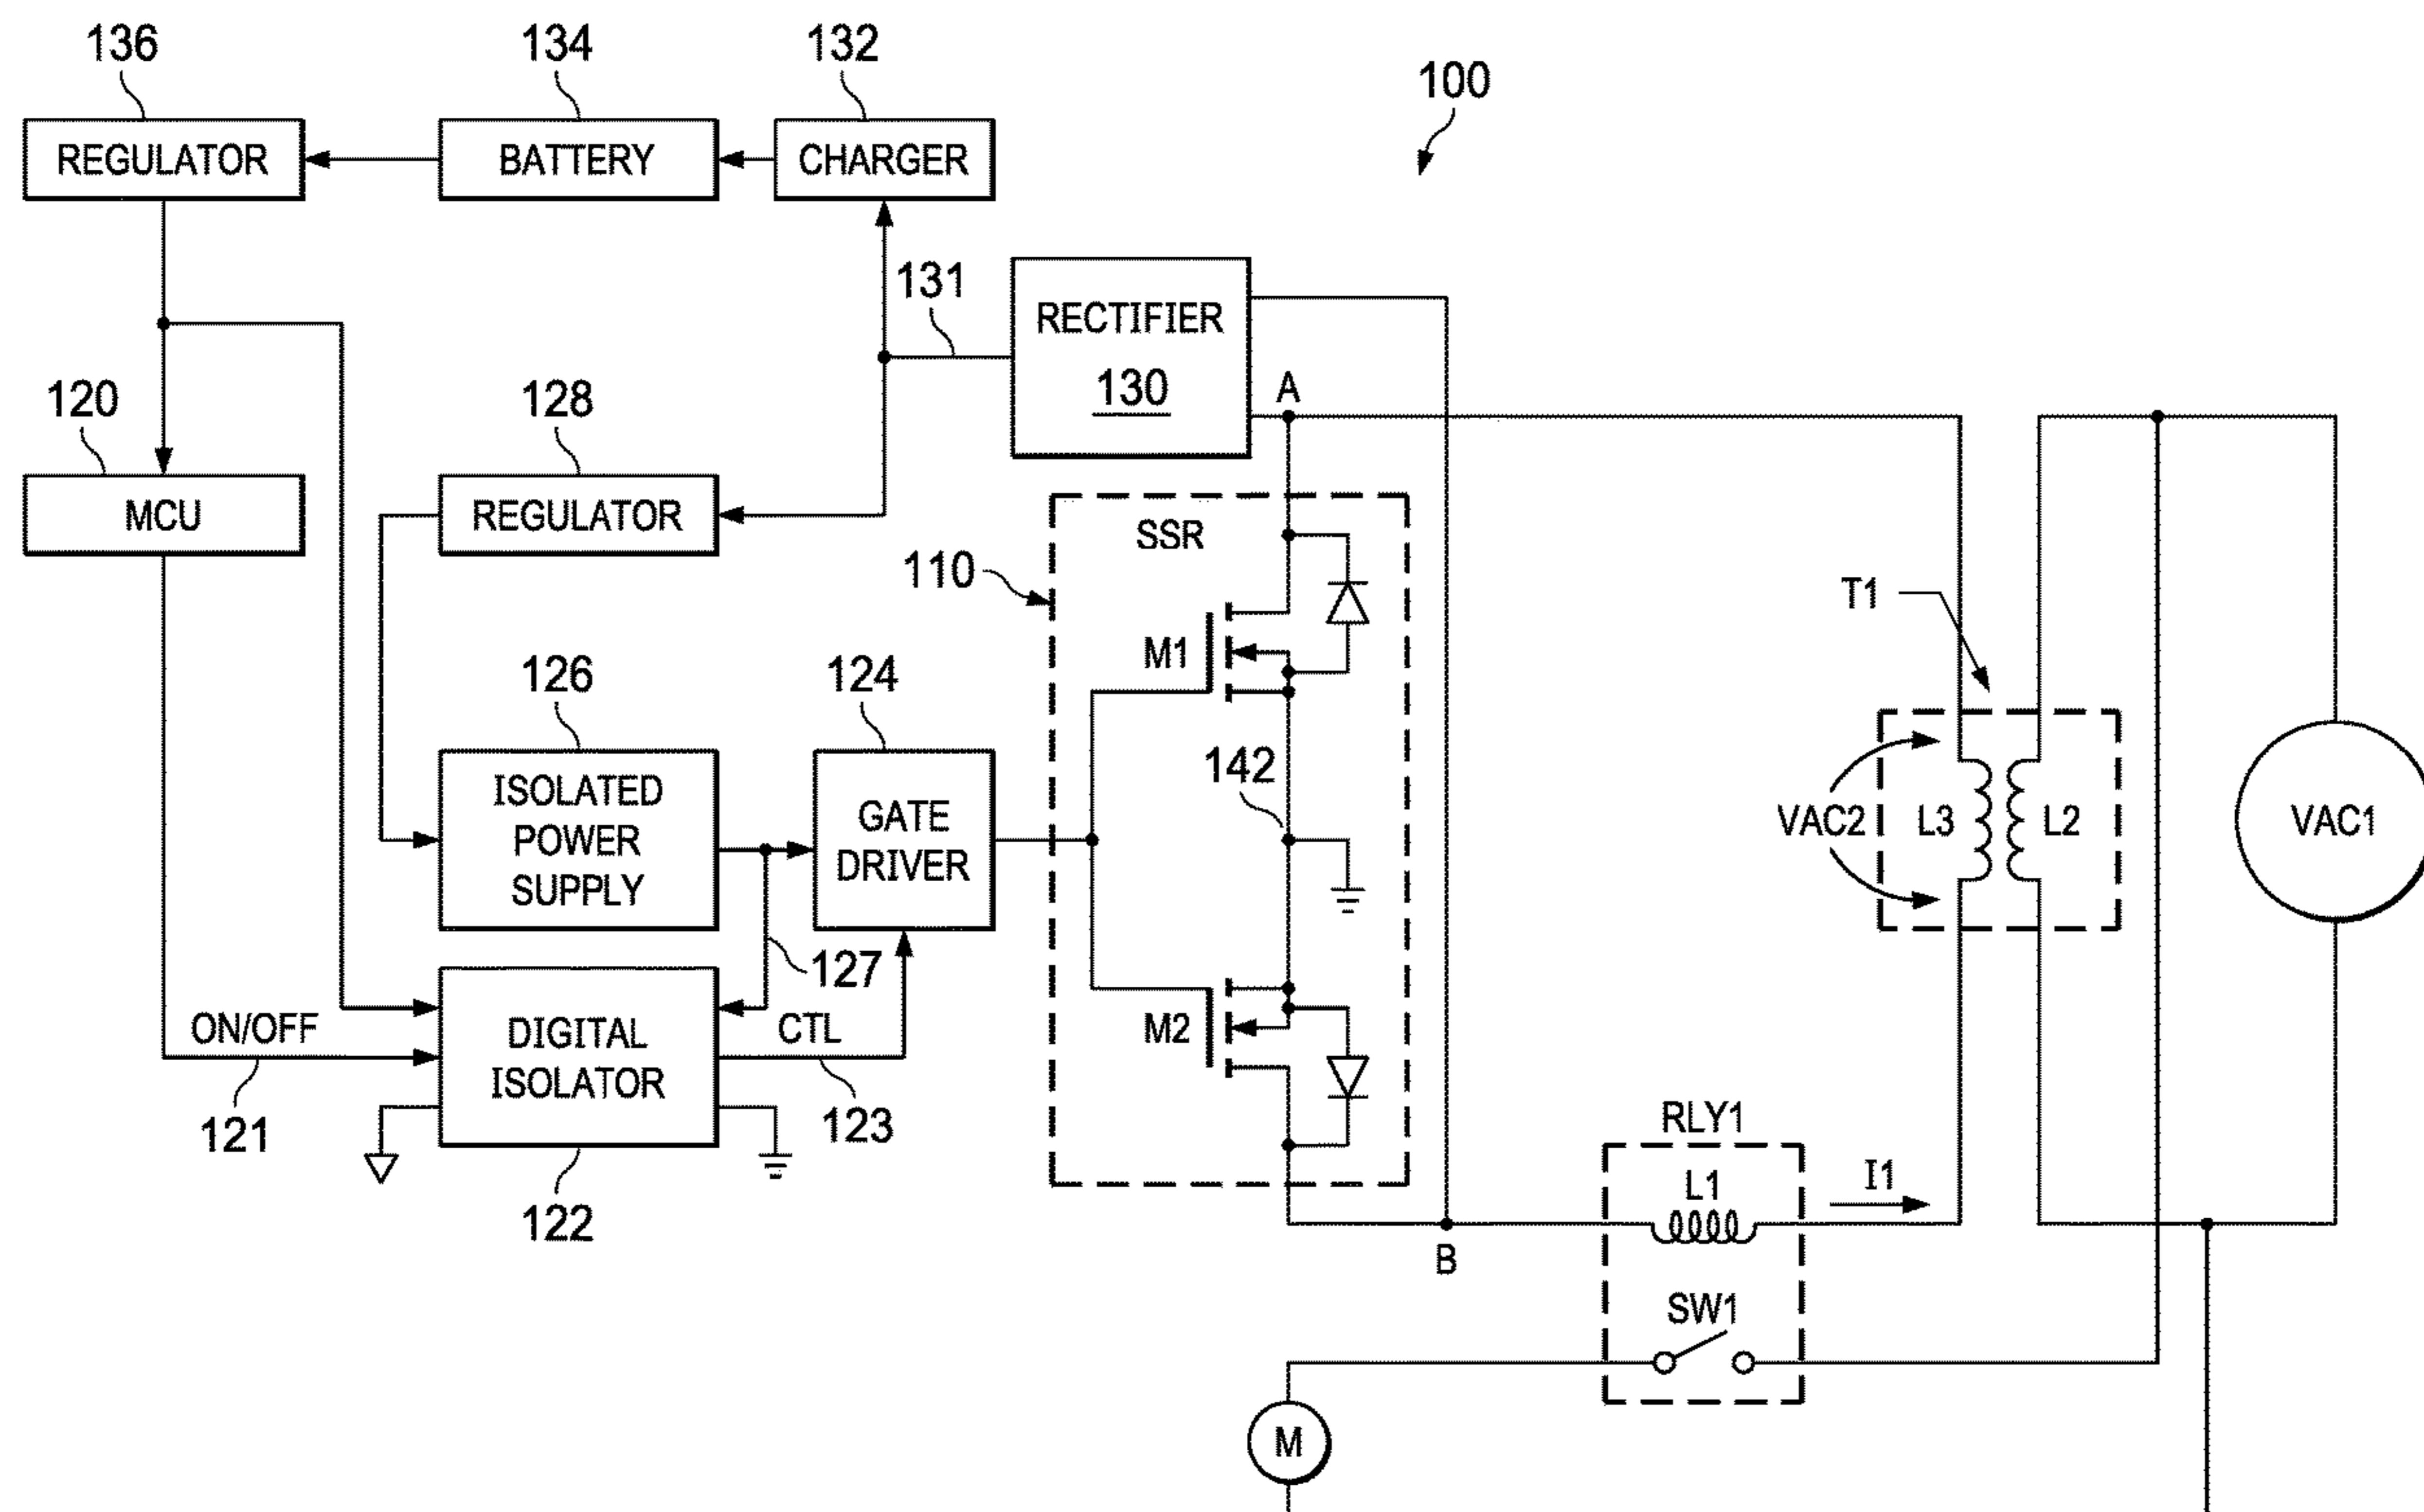 136
134
132
100
REGULATOR
BATTERY
CHARGER
131
RECTIFIER
130
A
120
128
MCU
REGULATOR
SSR
110
T1
M1
126
124
142
ISOLATED
POWER
SUPPLY
GATE
DRIVER
VAC2
L3
L2
VAC1
127
ON/OFF
CTL
M2
DIGITAL
ISOLATOR
121
123
122
RLY1
L1
I1
B
SW1
M